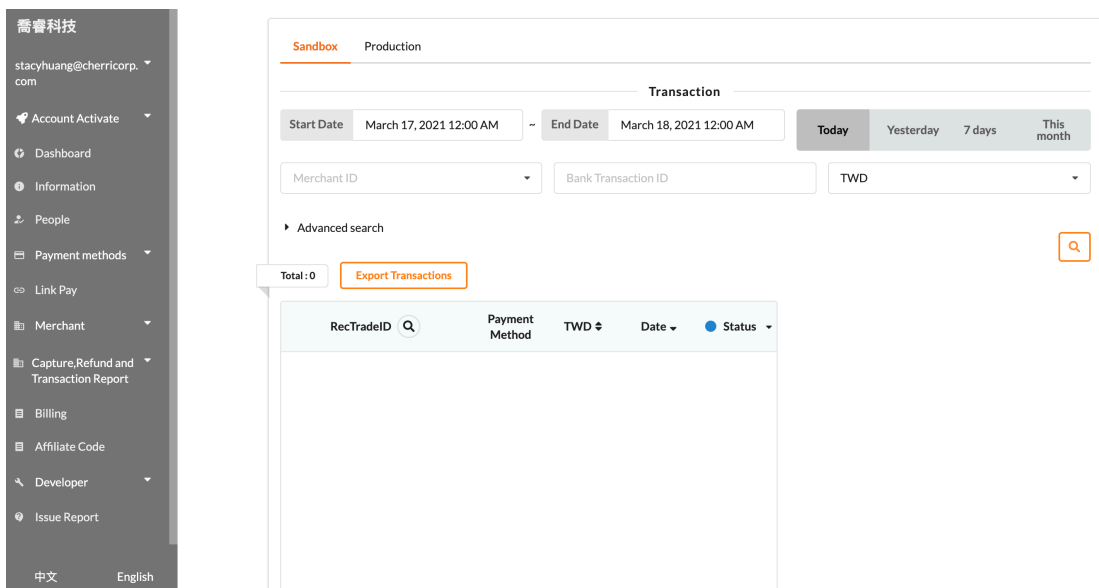 喬睿科技
stacyhuang@cherricorp.
com
Account Activate
Dashboard
Information
People
Payment methods
Link Pay
Merchant
Capture,Refund and
Transaction Report
Billing
Affiliate Code
Developer
Issue Report
中文 English
Sandbox Production
Transaction
Start Date March 17, 2021 12:00 AM ~ End Date March 18, 2021 12:00 AM Today Yesterday 7 days This
month
Merchant ID Bank Transaction ID TWD
Advanced search
Total : 0 Export Transactions
RecTradeID Payment
Method TWD Date Status